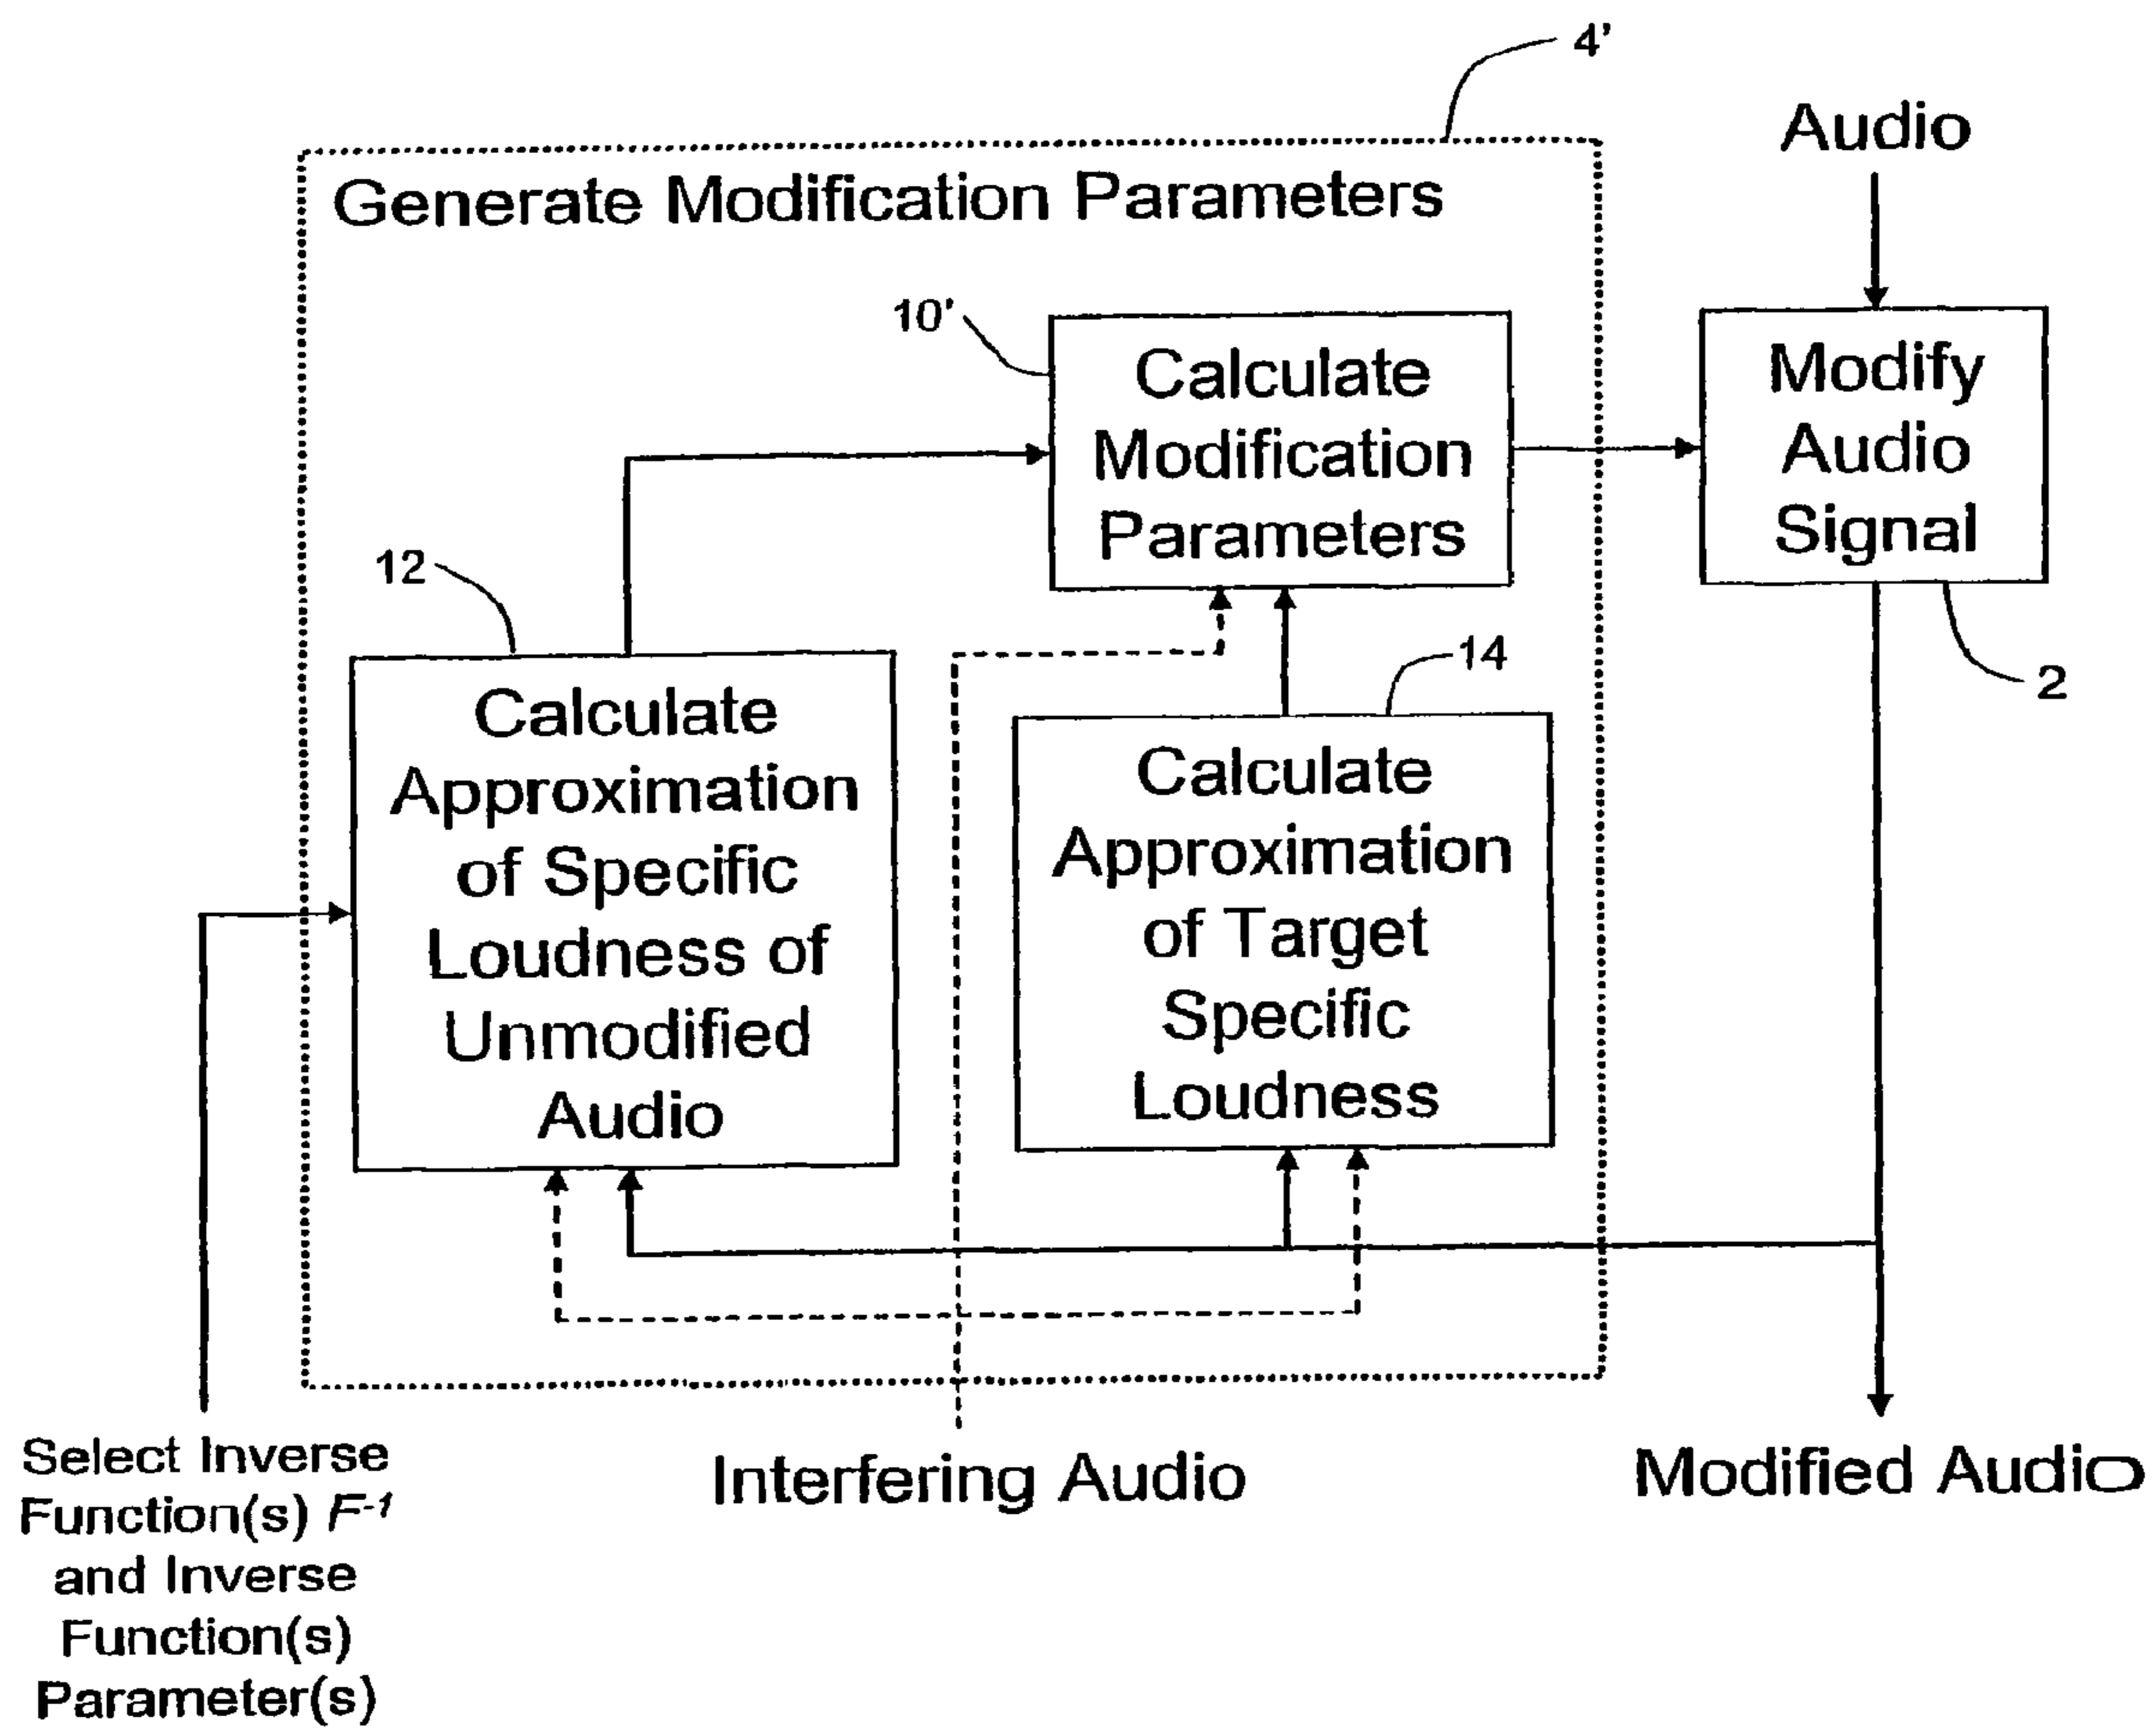 4'
Audio
Generate Modification Parameters
10'
Calculate
Modification
Parameters
Modify
Audio
Signal
12
14
2
Calculate
Approximation
of Specific
Loudness of
Unmodified
Audio
Calculate
Approximation
of Target
Specific
Loudness
Select Inverse
Function(s) F-1
and Inverse
Function(s)
Parameter(s)
Interfering Audio
Modified Audio